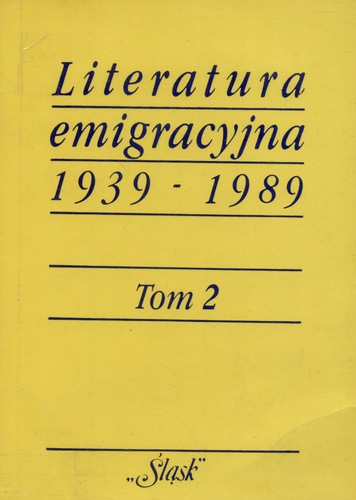 Literatura
emigracyjna
1939 - 1989
Tom 2
„Śląsk”